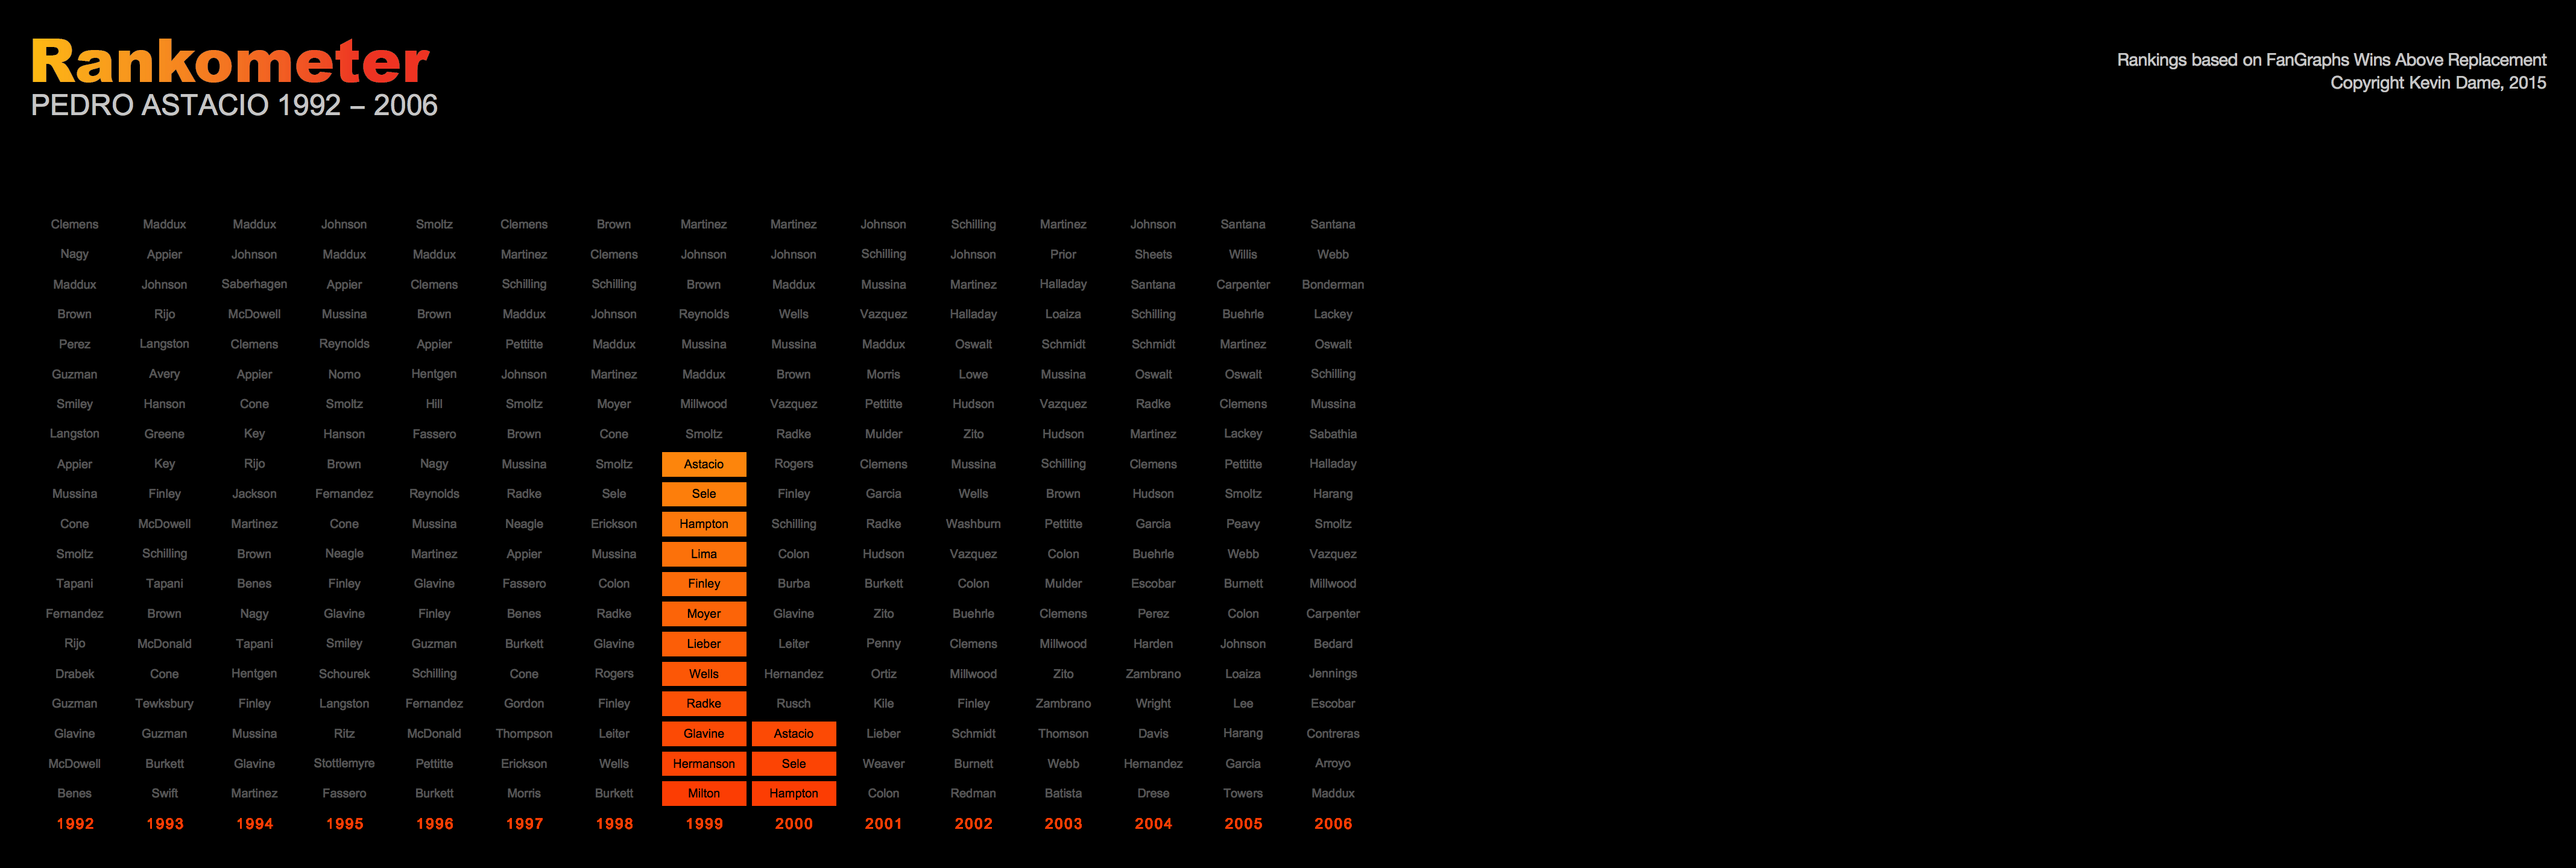 Rankometer
PEDRO ASTACIO 1992 – 2006
Rankings based on FanGraphs Wins Above Replacement
Copyright Kevin Dame, 2015
Clemens Maddux Maddux Johnson Smoltz Clemens Brown Martinez Martinez Johnson Schilling Martinez Johnson Santana Santana
Nagy Appier Johnson Maddux Maddux Martinez Clemens Johnson Johnson Schilling Johnson Prior Sheets Willis Webb
Maddux Johnson Saberhagen Appier Clemens Schilling Schilling Brown Maddux Mussina Martinez Halladay Santana Carpenter Bonderman
Brown Rijo McDowell Mussina Brown Maddux Johnson Reynolds Wells Vazquez Halladay Loaiza Schilling Buehrle Lackey
Perez Langston Clemens Reynolds Appier Pettitte Maddux Mussina Mussina Maddux Oswalt Schmidt Schmidt Martinez Oswalt
Guzman Avery Appier Nomo Hentgen Johnson Martinez Maddux Brown Morris Lowe Mussina Oswalt Oswalt Schilling
Smiley Hanson Cone Smoltz Hill Smoltz Moyer Millwood Vazquez Pettitte Hudson Vazquez Radke Clemens Mussina
Langston Greene Key Hanson Fassero Brown Cone Smoltz Radke Mulder Zito Hudson Martinez Lackey Sabathia
Appier Key Rijo Brown Nagy Mussina Smoltz Astacio Rogers Clemens Mussina Schilling Clemens Pettitte Halladay
Mussina Finley Jackson Fernandez Reynolds Radke Sele Sele Finley Garcia Wells Brown Hudson Smoltz Harang
Cone McDowell Martinez Cone Mussina Neagle Erickson Hampton Schilling Radke Washburn Pettitte Garcia Peavy Smoltz
Smoltz Schilling Brown Neagle Martinez Appier Mussina Lima Colon Hudson Vazquez Colon Buehrle Webb Vazquez
Tapani Tapani Benes Finley Glavine Fassero Colon Finley Burba Burkett Colon Mulder Escobar Burnett Millwood
Fernandez Brown Nagy Glavine Finley Benes Radke Moyer Glavine Zito Buehrle Clemens Perez Colon Carpenter
Rijo McDonald Tapani Smiley Guzman Burkett Glavine Lieber Leiter Penny Clemens Millwood Harden Johnson Bedard
Drabek Cone Hentgen Schourek Schilling Cone Rogers Wells Hernandez Ortiz Millwood Zito Zambrano Loaiza Jennings
Guzman Tewksbury Finley Langston Fernandez Gordon Finley Radke Rusch Kile Finley Zambrano Wright Lee Escobar
Glavine Guzman Mussina Ritz McDonald Thompson Leiter Glavine Astacio Lieber Schmidt Thomson Davis Harang Contreras
McDowell Burkett Glavine Stottlemyre Pettitte Erickson Wells Hermanson Sele Weaver Burnett Webb Hernandez Garcia Arroyo
Benes Swift Martinez Fassero Burkett Morris Burkett Milton Hampton Colon Redman Batista Drese Towers Maddux
1992 1993 1994 1995 1996 1997 1998 1999 2000 2001 2002 2003 2004 2005 2006